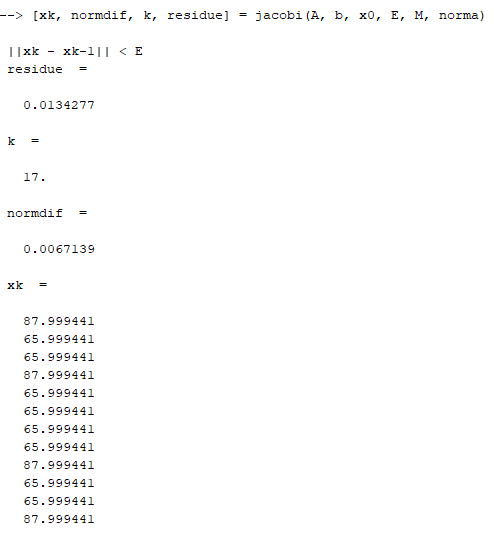 --> [xk, normdif, k, residue] = jacobi(A, b, x0, E, M, norma)
||xk - xk-1|| < E
residue =
0.0134277
k =
17.
normdif =
0.0067139
xk =
87.999441
65.999441
65.999441
87.999441
65.999441
65.999441
65.999441
65.999441
87.999441
65.999441
65.999441
87.999441